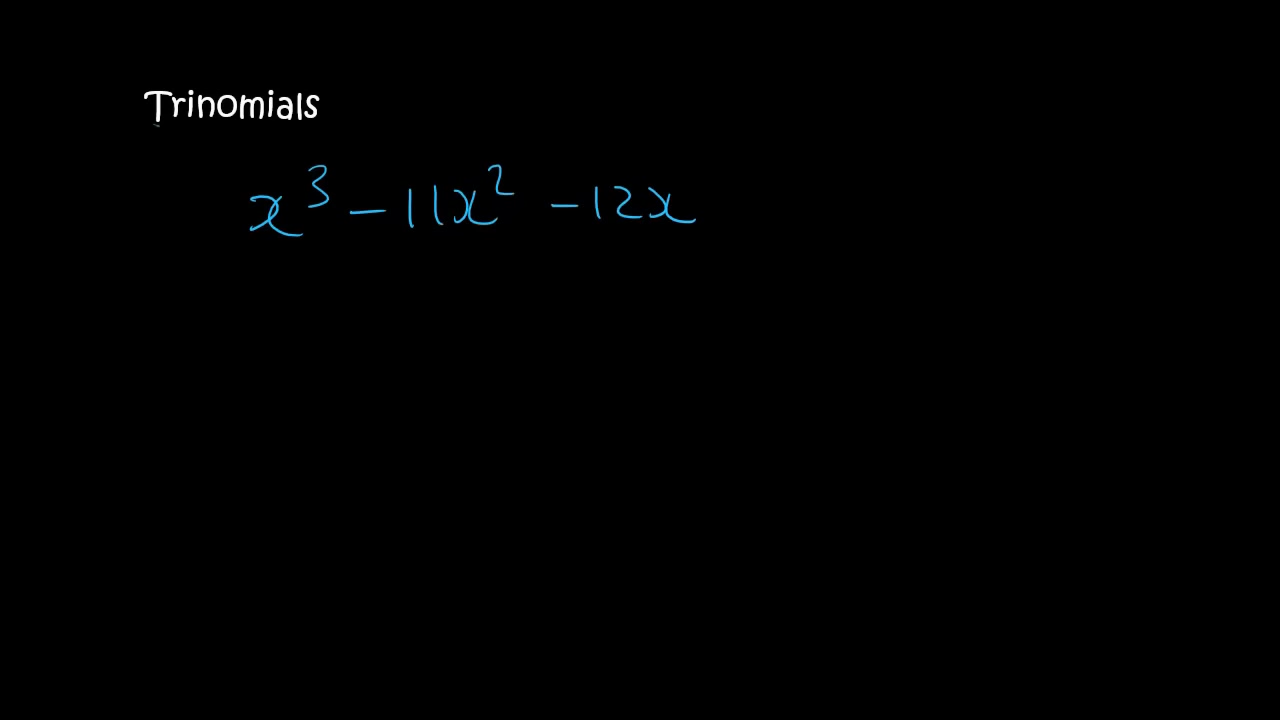 Trinomials
x³ – 11x² – 12x